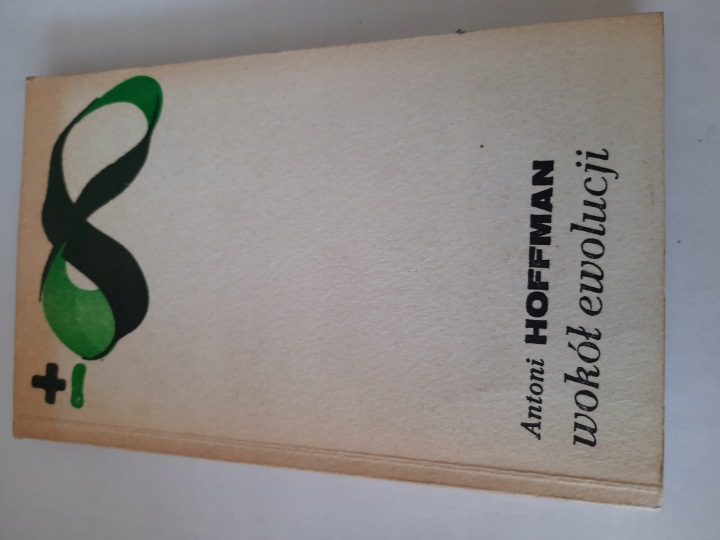 ±
Antoni HOFFMAN
wokół ewolucji